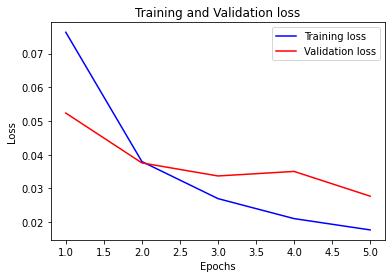 Training and Validation loss
Training loss
Validation loss
0.07
0.06
0.05
0.04
0.03
0.02
Loss
1.0 1.5 2.0 2.5 3.0 3.5 4.0 4.5 5.0
Epochs